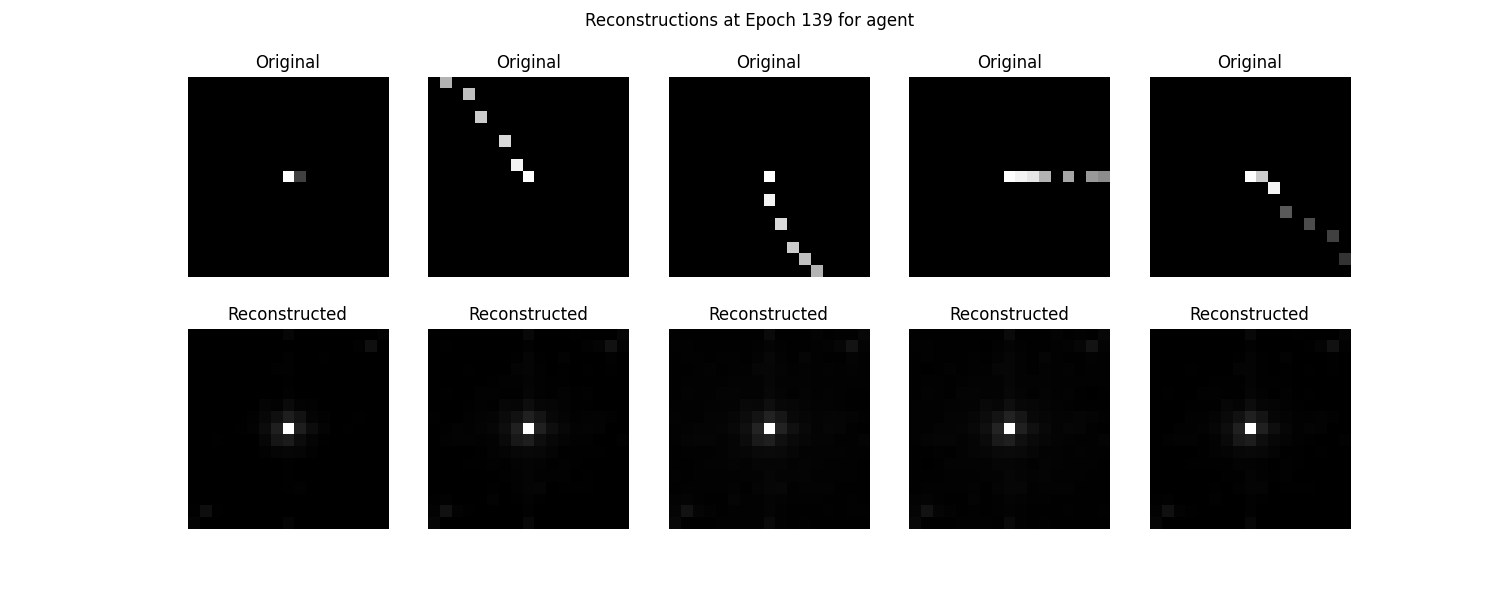 Reconstructions at Epoch 139 for agent
Original Original Original Original Original
Reconstructed Reconstructed Reconstructed Reconstructed Reconstructed